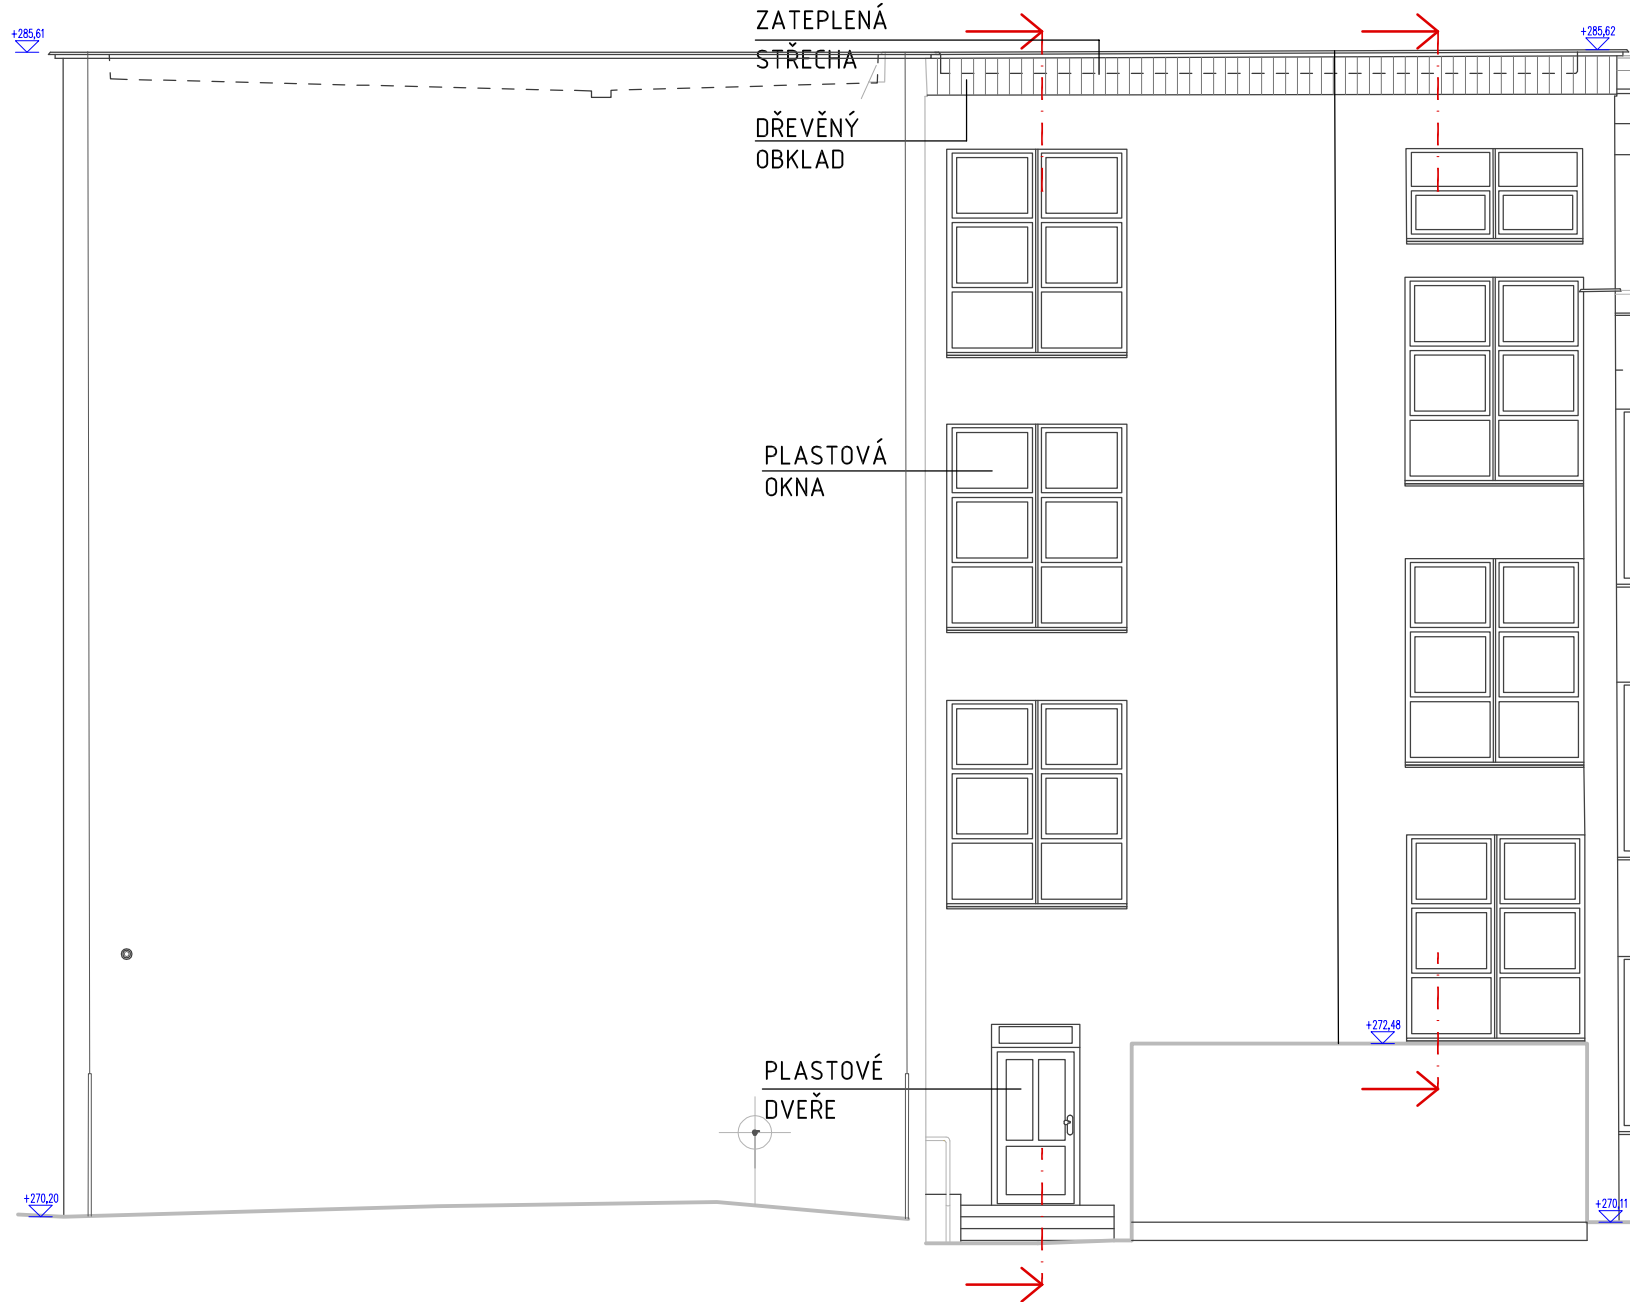 ZATEPLENÁ
STŘECHA
+285,61
+285,62
DŘEVĚNÝ
OBKLAD
PLASTOVÁ
OKNA
+272,48
PLASTOVÉ
DVEŘE
+270,20
+270,11